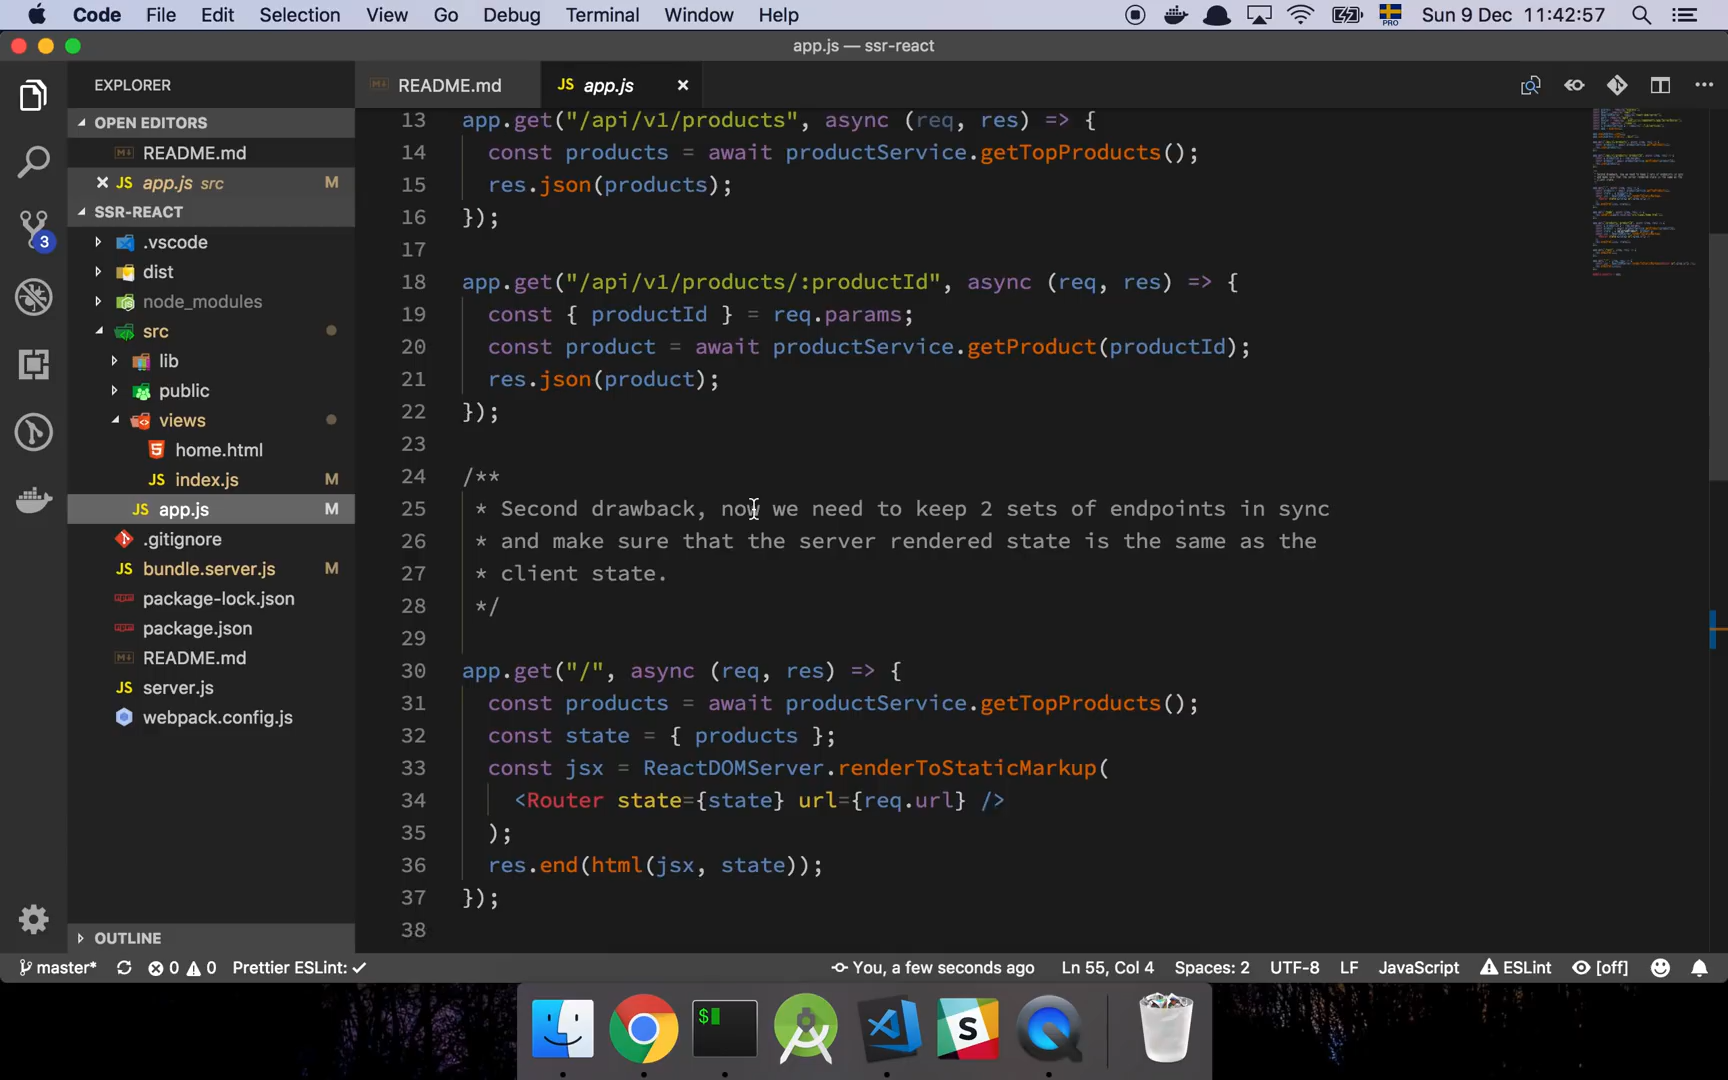 Code File Edit Selection View Go Debug Terminal Window Help PRO Sun 9 Dec 11:42:57
app.js — ssr-react
EXPLORER
OPEN EDITORS
README.md
app.js src M
SSR-REACT
.vscode
dist
node_modules
src
lib
public
views
home.html
JS index.js M
JS app.js M
.gitignore
JS bundle.server.js M
package-lock.json
package.json
README.md
JS server.js
webpack.config.js
OUTLINE
3
README.md JS app.js
13 app.get("/api/v1/products", async (req, res) => {
14 const products = await productService.getTopProducts();
15 res.json(products);
16 });
17
18 app.get("/api/v1/products/:productId", async (req, res) => {
19 const { productId } = req.params;
20 const product = await productService.getProduct(productId);
21 res.json(product);
22 });
23
24 /**
25 * Second drawback, now we need to keep 2 sets of endpoints in sync
26 * and make sure that the server rendered state is the same as the
27 * client state.
28 */
29
30 app.get("/", async (req, res) => {
31 const products = await productService.getTopProducts();
32 const state = { products };
33 const jsx = ReactDOMServer.renderToStaticMarkup(
34 <Router state={state} url={req.url} />
35 );
36 res.end(html(jsx, state));
37 });
38
master* 0 0 Prettier ESLint: ✓ You, a few seconds ago Ln 55, Col 4 Spaces: 2 UTF-8 LF JavaScript ESLint [off]
$ S